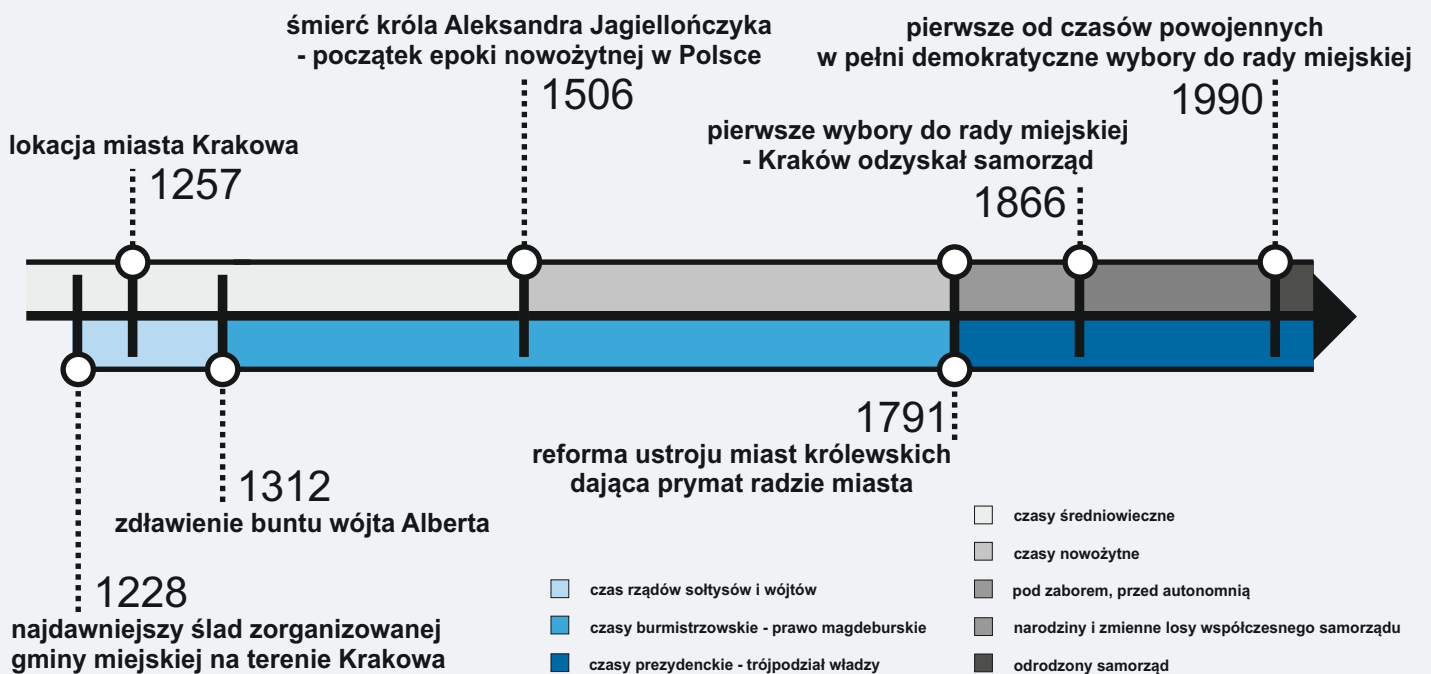 śmierć króla Aleksandra Jagiellończyka
- początek epoki nowożytnej w Polsce
1506
pierwsze od czasów powojennych
w pełni demokratyczne wybory do rady miejskiej
1990
lokacja miasta Krakowa
1257
pierwsze wybory do rady miejskiej
- Kraków odzyskał samorząd
1866
1791
reforma ustroju miast królewskich
dająca prymat radzie miasta
1312
zdławienie buntu wójta Alberta
1228
najdawniejszy ślad zorganizowanej
gminy miejskiej na terenie Krakowa
czas rządów sołtysów i wójtów
czasy burmistrzowskie - prawo magdeburskie
czasy prezydenckie - trójpodział władzy
czasy średniowieczne
czasy nowożytne
pod zaborem, przed autonomnią
narodziny i zmienne losy współczesnego samorządu
odrodzony samorząd